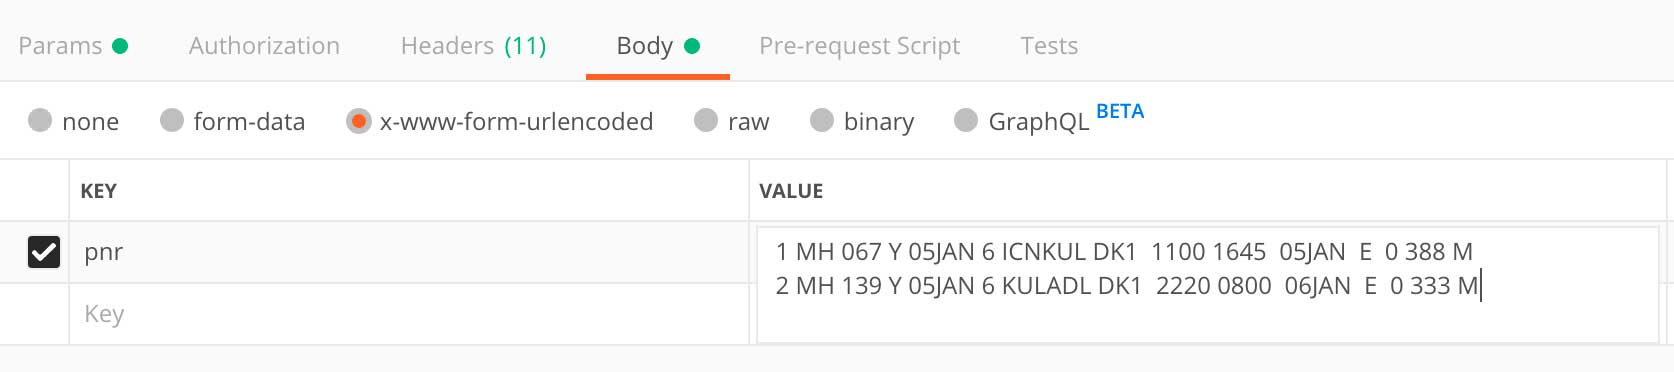 Params Authorization Headers (11) Body Pre-request Script Tests
none form-data x-www-form-urlencoded raw binary GraphQL BETA
KEY VALUE
pnr 1 MH 067 Y 05JAN 6 ICNKUL DK1  1100 1645  05JAN  E  0 388 M
2 MH 139 Y 05JAN 6 KULADL DK1  2220 0800  06JAN  E  0 333 M
Key